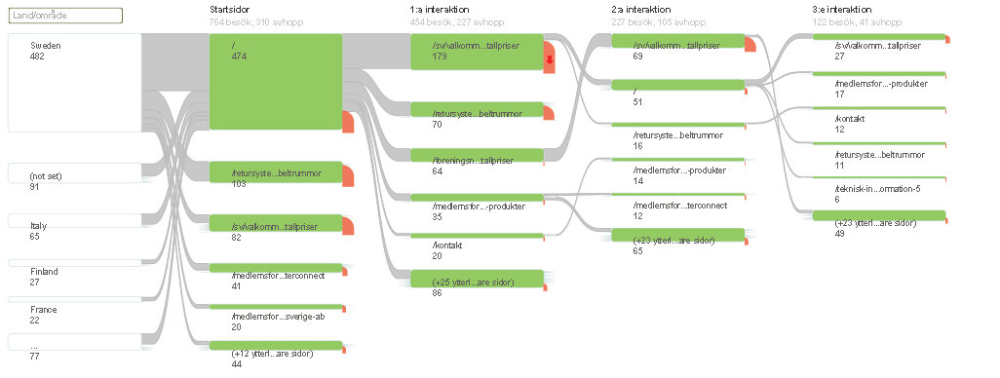 Land/område
Sweden
482
(not set)
91
Italy
65
Finland
27
France
22
...
77
Startsidor
764 besök, 310 avhopp
/
474
/retursyste...beltrummor
103
/sv/valkomm...tallpriser
82
/medlemsfor...terconnect
41
/medlemsfor...sverige-ab
20
(+12 ytterl...are sidor)
44
1:a interaktion
454 besök, 227 avhopp
/sv/valkomm...tallpriser
179
/retursyste...beltrummor
70
/foreningsn...tallpriser
64
/medlemsfor...-produkter
35
/kontakt
20
(+25 ytterl...are sidor)
86
2:a interaktion
227 besök, 105 avhopp
/sv/valkomm...tallpriser
69
/
51
/retursyste...beltrummor
16
/medlemsfor...-produkter
14
/medlemsfor...terconnect
12
(+23 ytterl...are sidor)
65
3:e interaktion
122 besök, 41 avhopp
/sv/valkomm...tallpriser
27
/medlemsfor...-produkter
17
/kontakt
12
/retursyste...beltrummor
11
/teknisk-in...ormation-5
6
(+23 ytterl...are sidor)
49